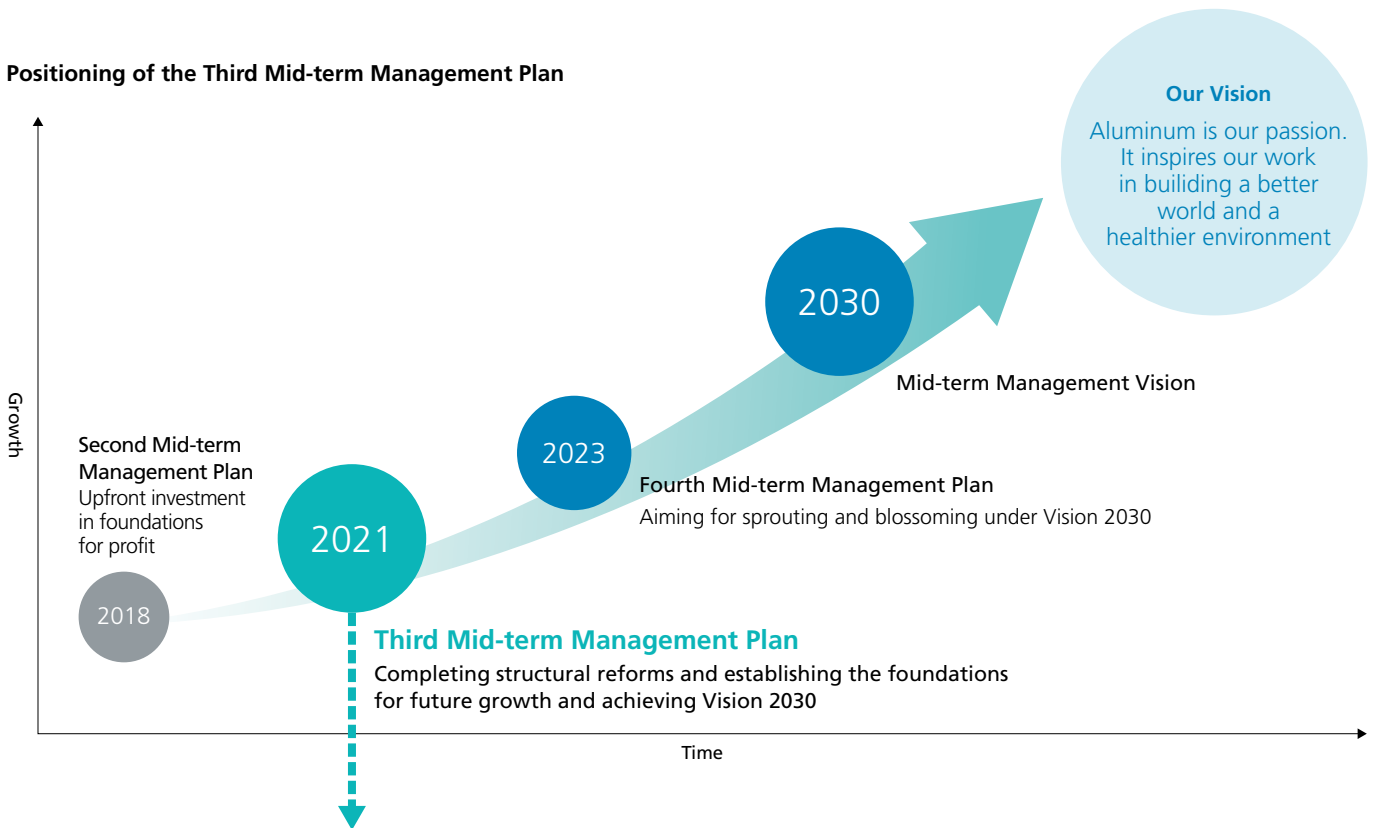 Positioning of the Third Mid-term Management Plan
Our Vision
Aluminum is our passion.
It inspires our work
in builiding a better
world and a
healthier environment
Growth
2030
Mid-term Management Vision
2023
Fourth Mid-term Management Plan
Aiming for sprouting and blossoming under Vision 2030
Second Mid-term
Management Plan
Upfront investment
in foundations
for profit
2021
2018
Third Mid-term Management Plan
Completing structural reforms and establishing the foundations
for future growth and achieving Vision 2030
Time